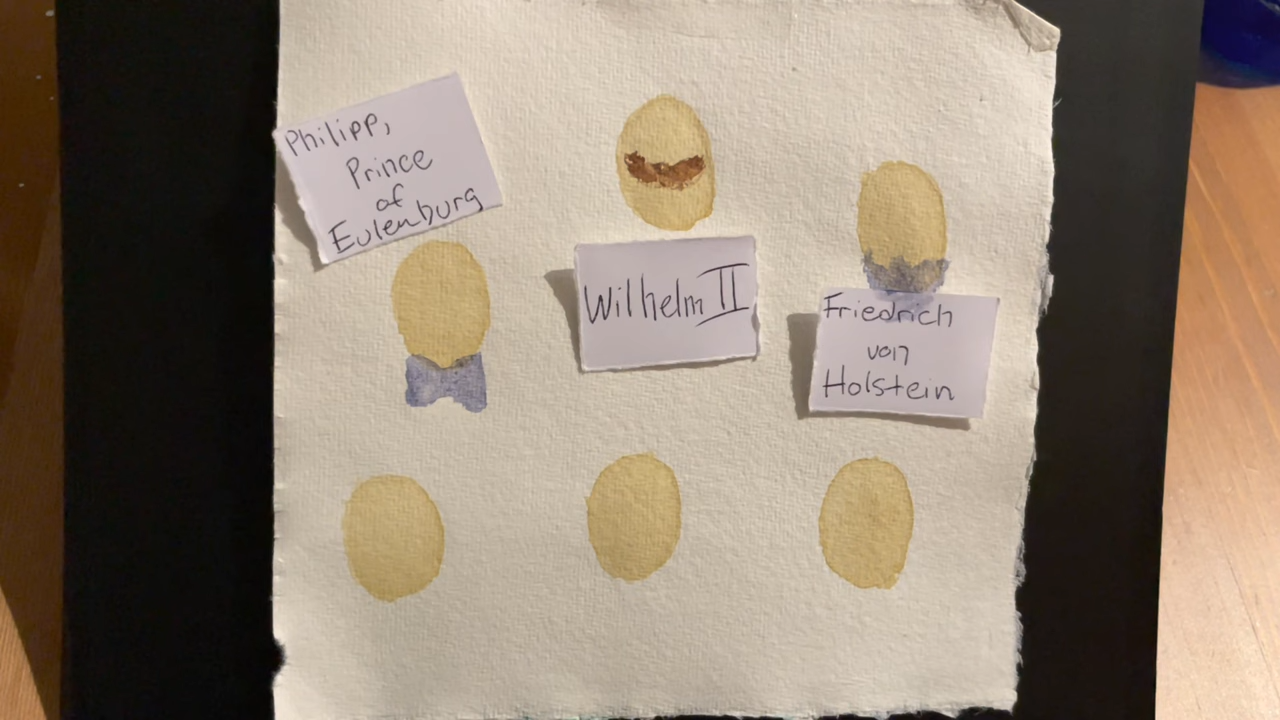 Philipp,
Prince
of
Eulenburg
Wilhelm II
Friedrich
von
Holstein